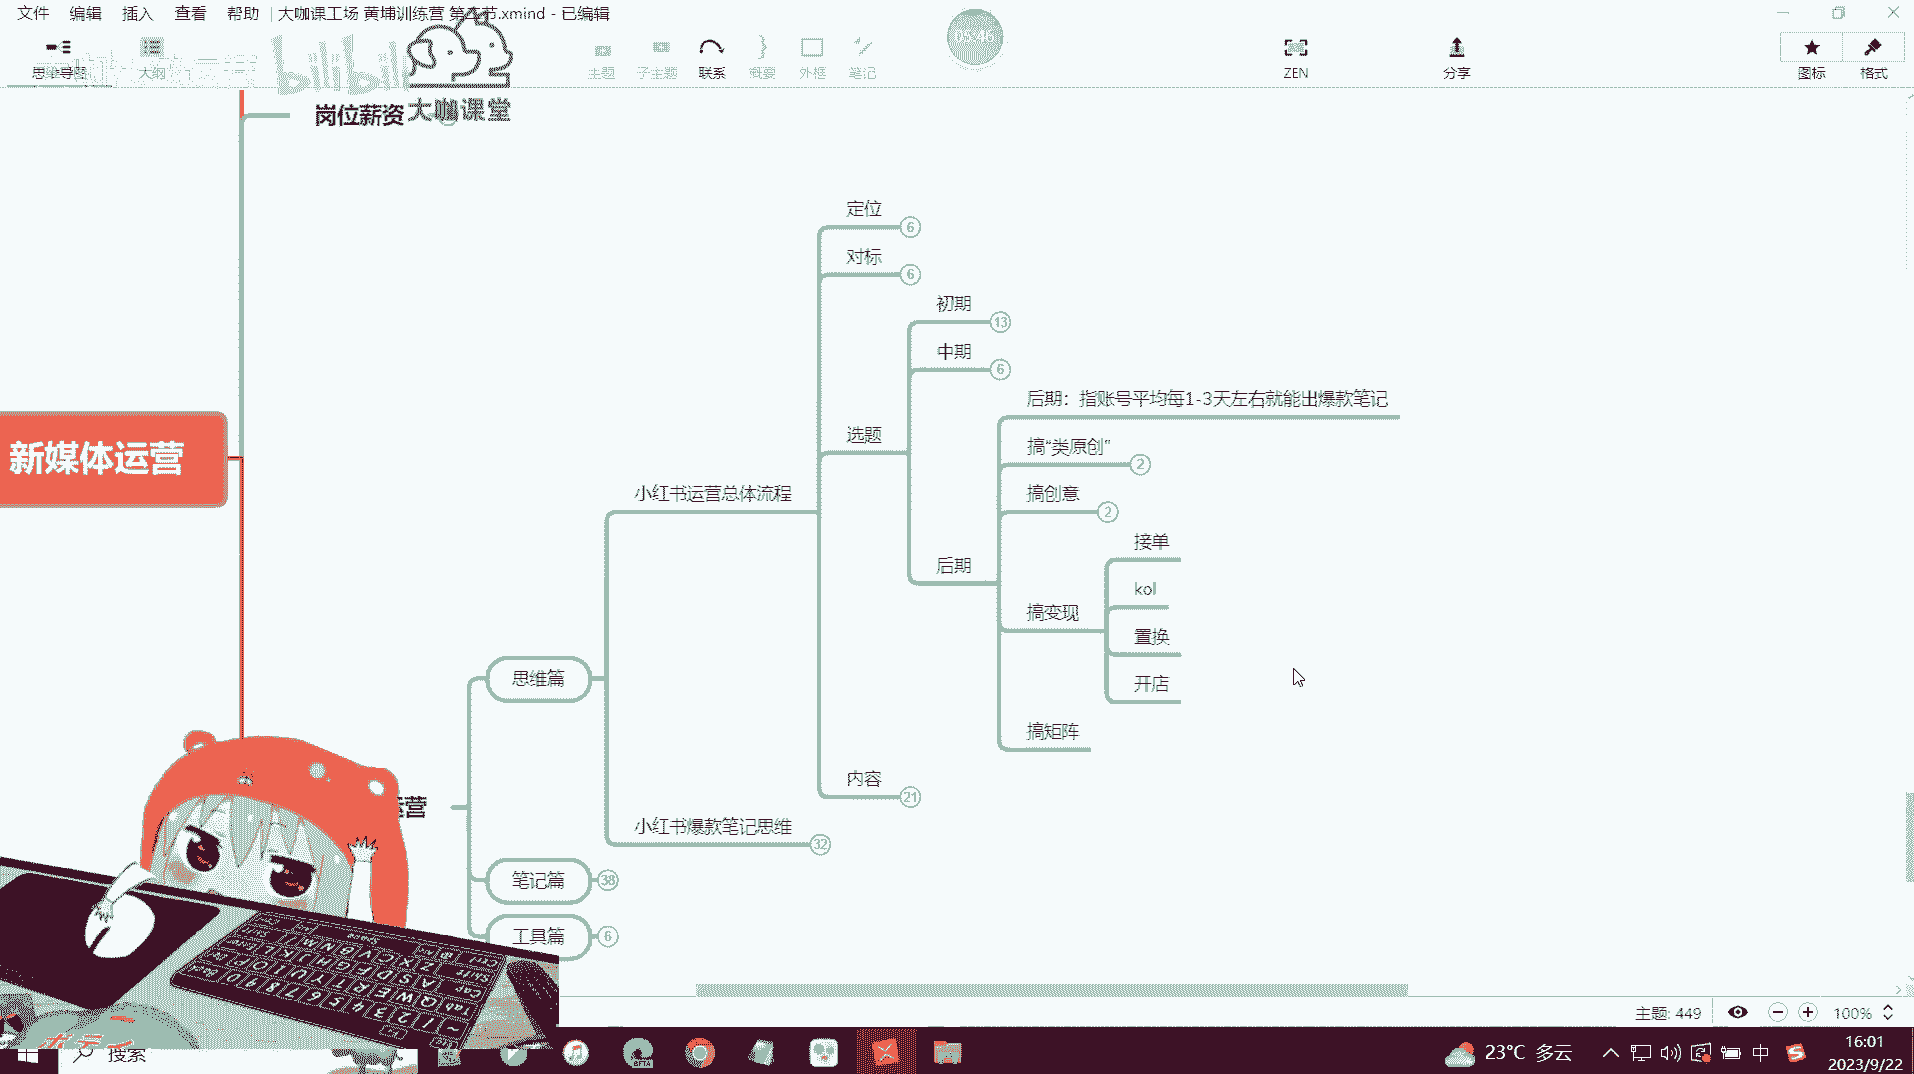 文件 编辑 插入 查看 帮助 大咖课工场 黄埔训练营 第二节.xmind - 已编辑
05:46
思维导图 大纲 主题 子主题 联系 概要 外框 笔记 ZEN 分享 图标 格式
bilibili
大咖课堂
岗位薪资
定位 6
对标 6
初期 13
中期 6
后期：指账号平均每1-3天左右就能出爆款笔记
选题
搞“类原创” 2
新媒体运营
小红书运营总体流程
搞创意 2
接单
后期
kol
搞变现
置换
思维篇
开店
搞矩阵
内容 21
运营
小红书爆款笔记思维 32
笔记篇 38
工具篇 6
主题: 449 100%
搜索
BETA
23°C 多云
中
16:01
2023/9/22